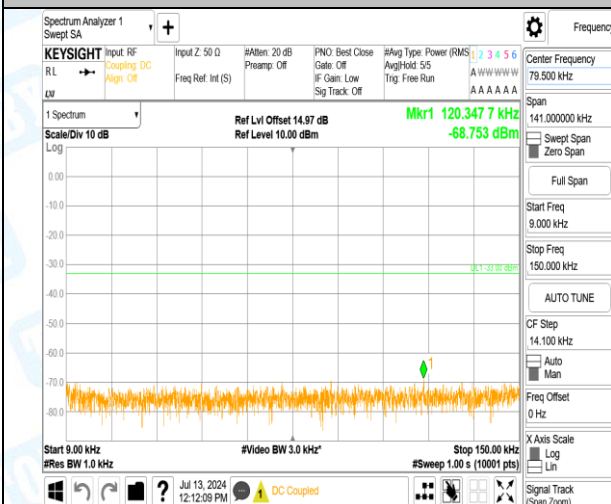 Spectrum Analyzer 1
Swept SA
+
Frequency
KEYSIGHT
Input: RF
Coupling: DC
Align: Off
Input Z: 50 Ω
Freq Ref: Int (S)
#Atten: 20 dB
Preamp: Off
PNO: Best Close
Gate: Off
IF Gain: Low
Sig Track: Off
#Avg Type: Power (RMS
Avg|Hold: 5/5
Trig: Free Run
1 2 3 4 5 6
A W W W W W
A A A A A A
RL
LXI
1 Spectrum
Scale/Div 10 dB
Log
Ref Lvl Offset 14.97 dB
Ref Level 10.00 dBm
Mkr1 120.347 7 kHz
-68.753 dBm
0.00
-10.0
-20.0
-30.0
-40.0
-50.0
-60.0
-70.0
-80.0
DL1 -33.00 dBm
1
Start 9.00 kHz
#Res BW 1.0 kHz
#Video BW 3.0 kHz*
Stop 150.00 kHz
#Sweep 1.00 s (10001 pts)
Center Frequency
79.500 kHz
Span
141.000000 kHz
Swept Span
Zero Span
Full Span
Start Freq
9.000 kHz
Stop Freq
150.000 kHz
AUTO TUNE
CF Step
14.100 kHz
Auto
Man
Freq Offset
0 Hz
X Axis Scale
Log
Lin
Signal Track
(Span Zoom)
?
Jul 13, 2024
12:12:09 PM
DC Coupled